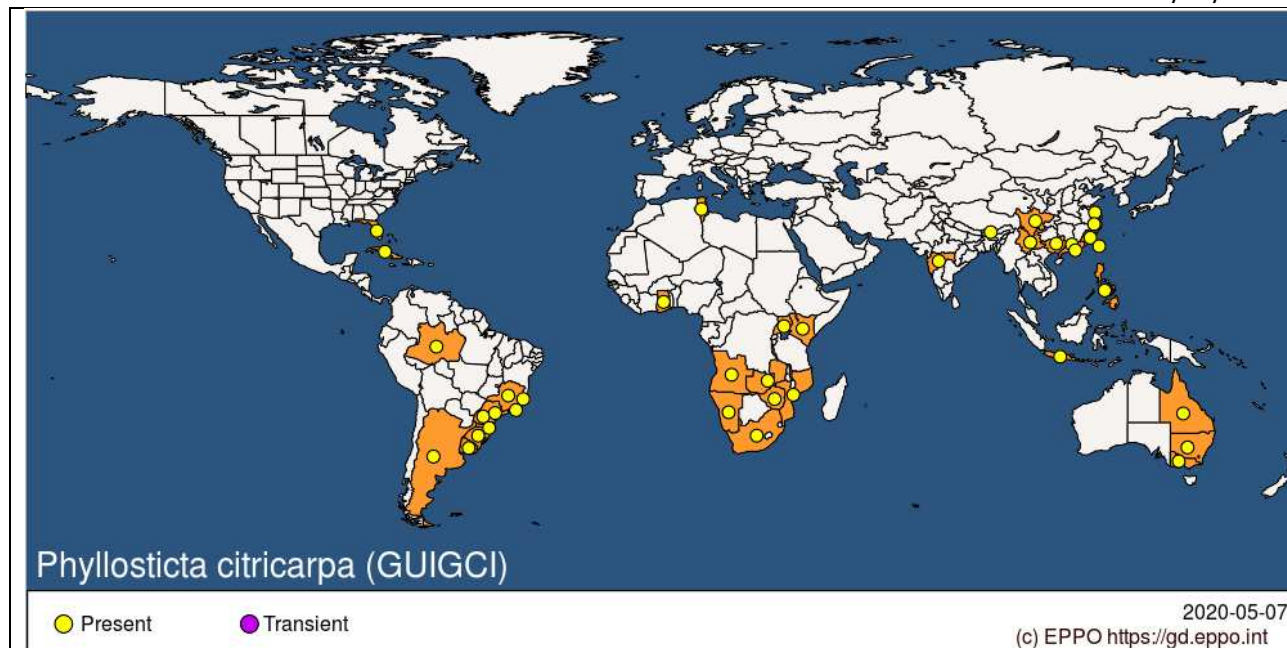 Phyllosticta citricarpa (GUIGCI)
Present
Transient
2020-05-07
(c) EPPO https://gd.eppo.int